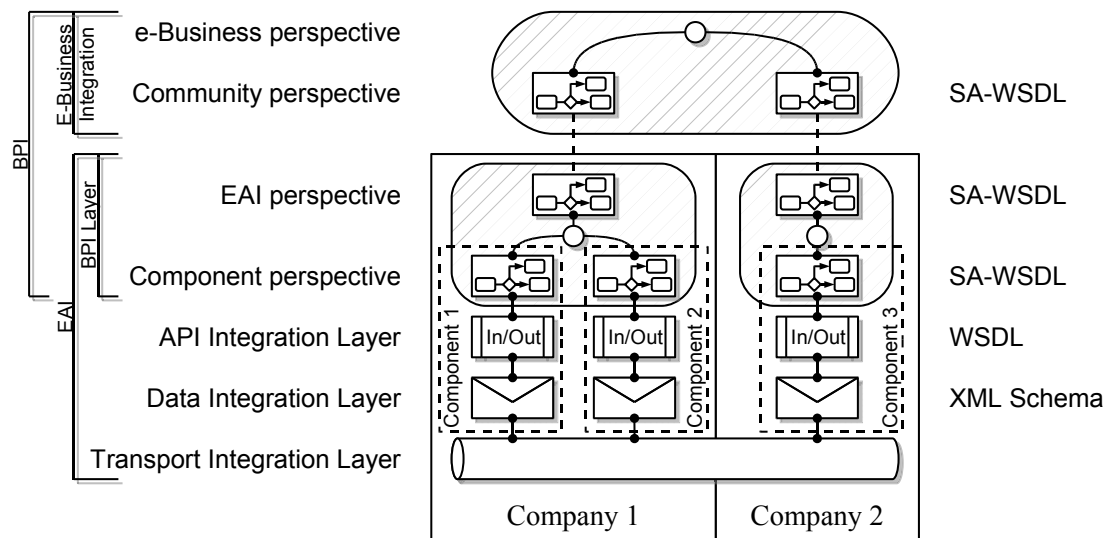 e-Business perspective
Community perspective
SA-WSDL
E-Business
Integration
BPI
EAI perspective
SA-WSDL
BPI Layer
Component perspective
SA-WSDL
EAI
API Integration Layer
Component 1
In/Out
In/Out
Component 2
In/Out
Component 3
WSDL
Data Integration Layer
XML Schema
Transport Integration Layer
Company 1
Company 2